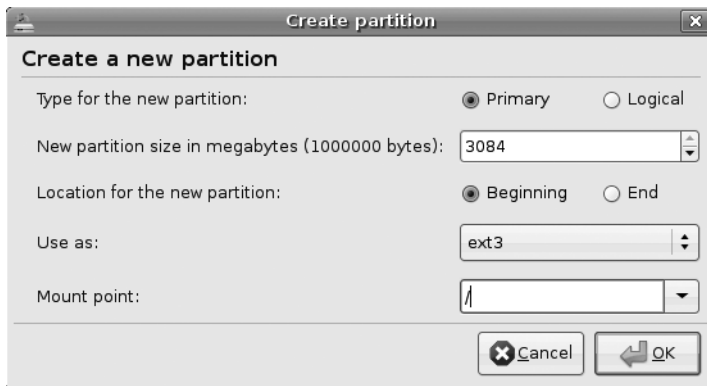 Create partition
Create a new partition
Type for the new partition: Primary Logical
New partition size in megabytes (1000000 bytes): 3084
Location for the new partition: Beginning End
Use as: ext3
Mount point: /
Cancel OK